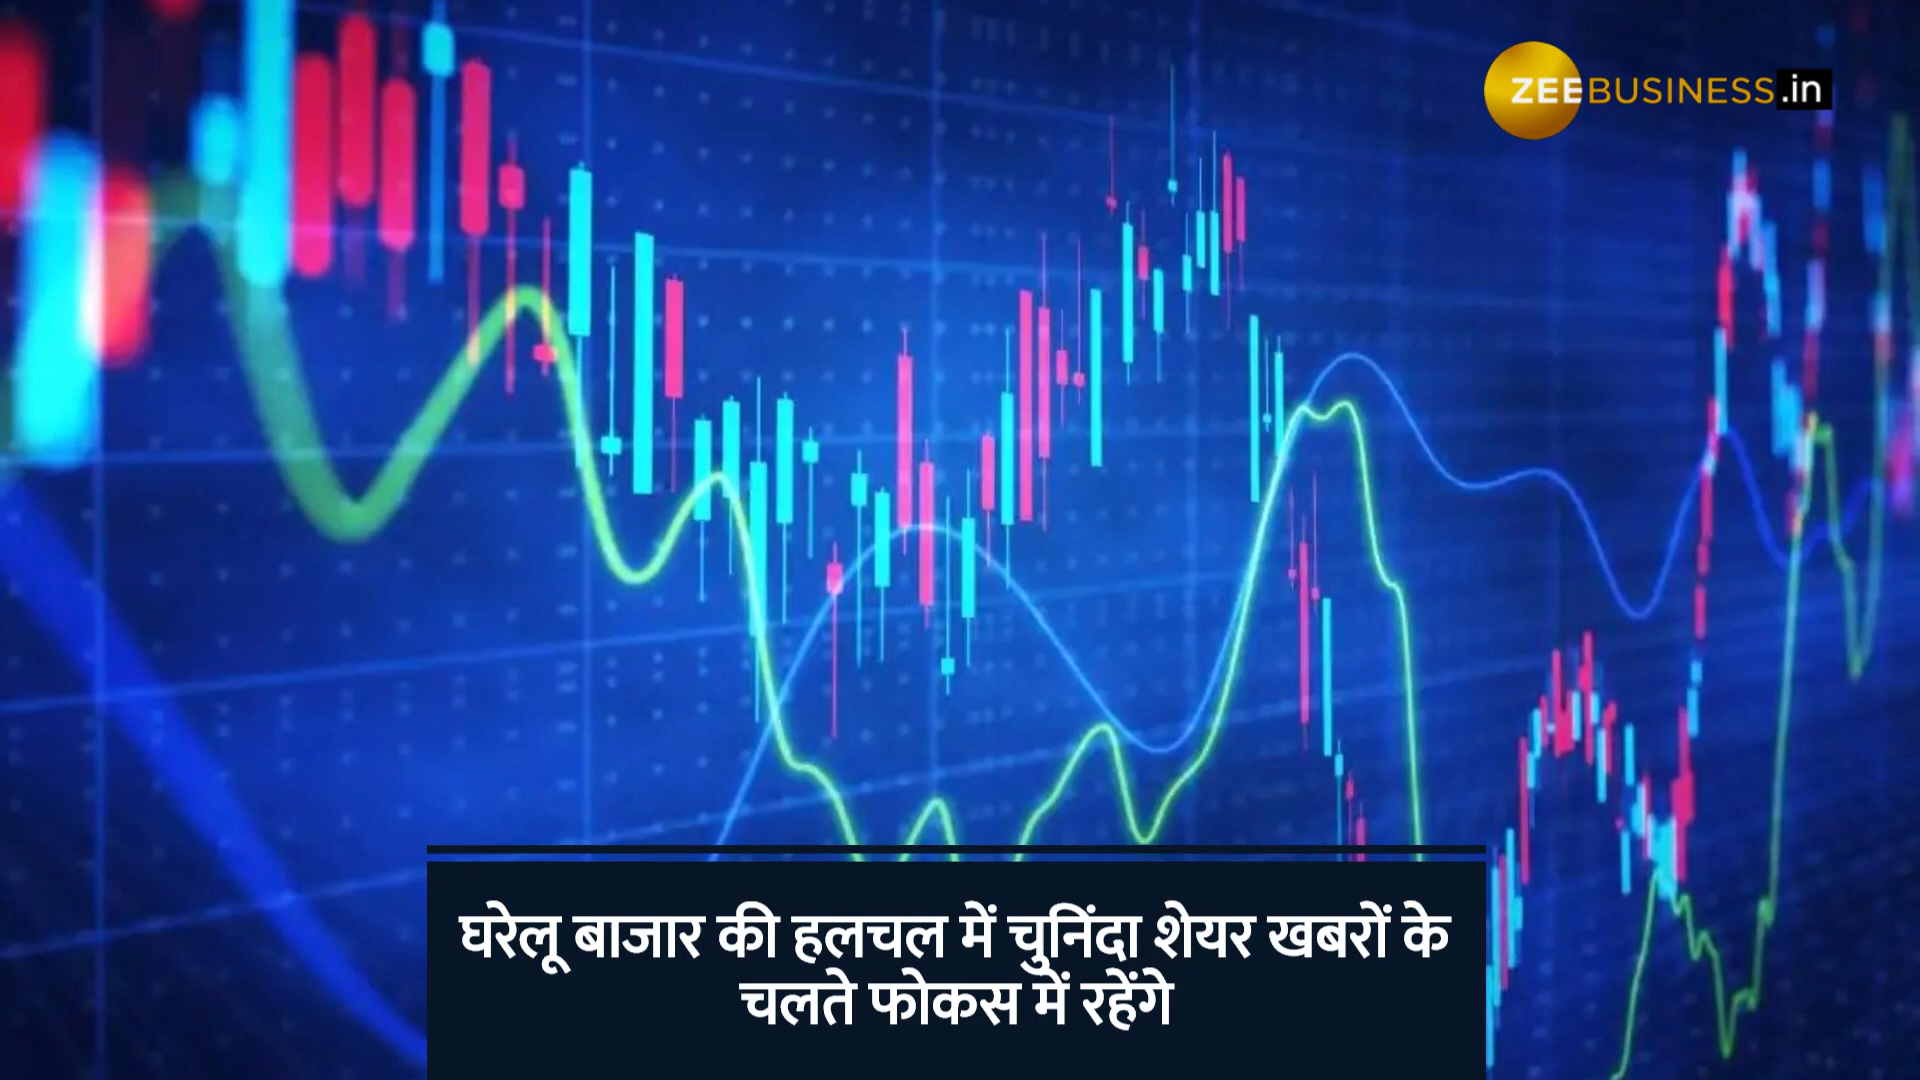 ZEEBUSINESS.in
घरेलू बाजार की हलचल में चुनिंदा शेयर खबरों के
चलते फोकस में रहेंगे